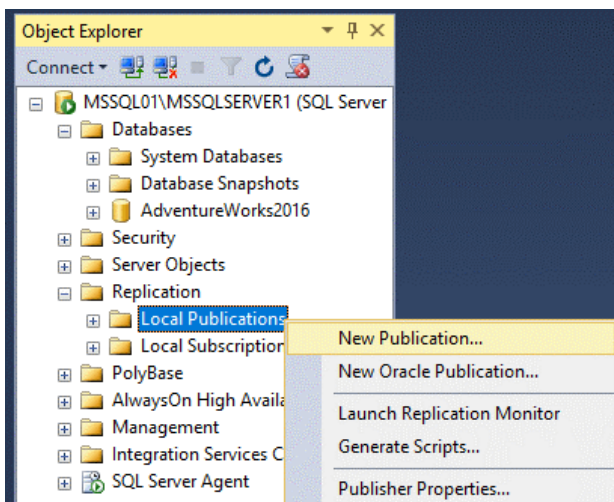 Object Explorer
Connect
MSSQL01\MSSQLSERVER1 (SQL Server
Databases
System Databases
Database Snapshots
AdventureWorks2016
Security
Server Objects
Replication
Local Publications
Local Subscription
PolyBase
AlwaysOn High Availa
Management
Integration Services C
SQL Server Agent
New Publication...
New Oracle Publication...
Launch Replication Monitor
Generate Scripts...
Publisher Properties...